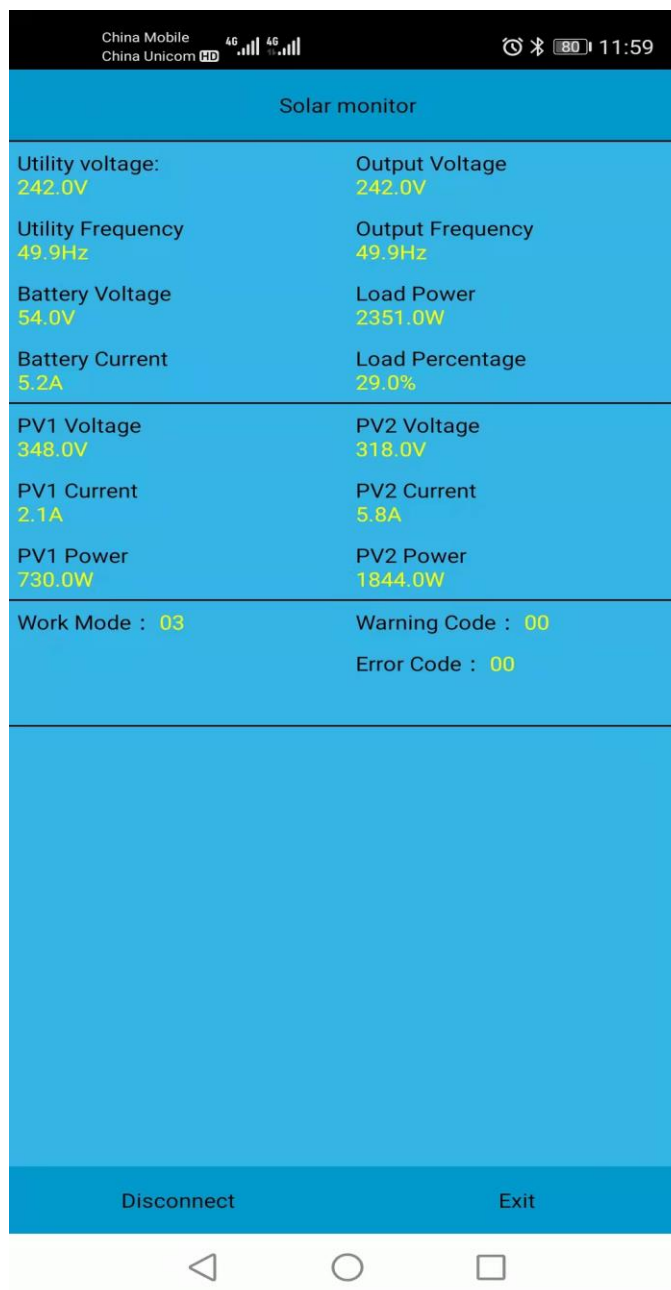 China Mobile
China Unicom HD
4G 4G
80 11:59
Solar monitor
Utility voltage: Output Voltage
242.0V 242.0V
Utility Frequency Output Frequency
49.9Hz 49.9Hz
Battery Voltage Load Power
54.0V 2351.0W
Battery Current Load Percentage
5.2A 29.0%
PV1 Voltage PV2 Voltage
348.0V 318.0V
PV1 Current PV2 Current
2.1A 5.8A
PV1 Power PV2 Power
730.0W 1844.0W
Work Mode： 03 Warning Code： 00
Error Code： 00
Disconnect Exit